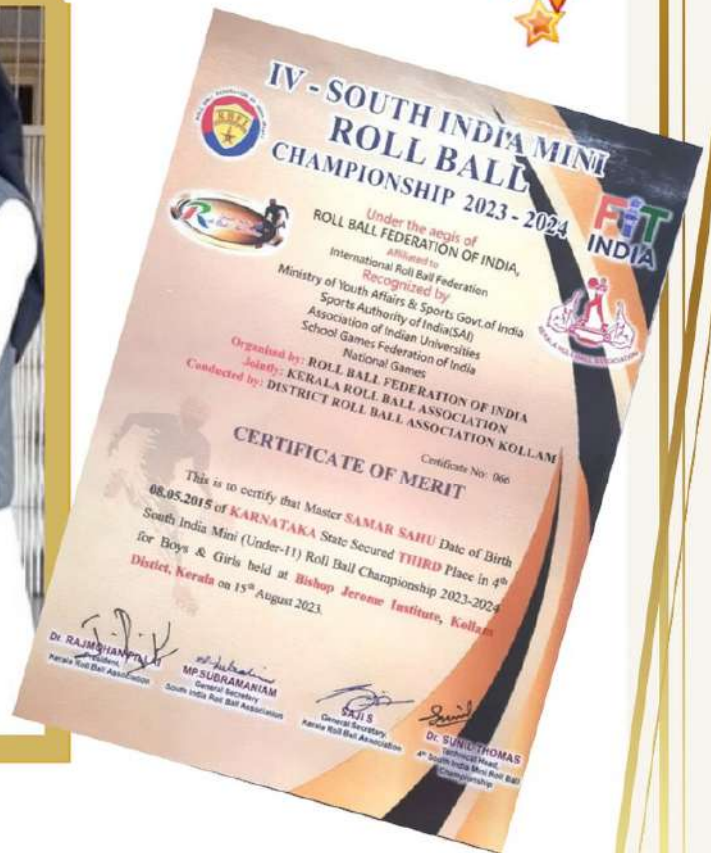 IV - SOUTH INDIA MINI
ROLL BALL
CHAMPIONSHIP 2023 - 2024
FiT
INDIA
Under the aegis of
ROLL BALL FEDERATION OF INDIA,
Affiliated to
International Roll Ball Federation
Recognized by
Ministry of Youth Affairs & Sports Govt.of India
Sports Authority of India(SAI)
Association of Indian Universities
School Games Federation of India
National Games
KERALA ROLL BALL ASSOCIATION
Organised by: ROLL BALL FEDERATION OF INDIA
Jointly: KERALA ROLL BALL ASSOCIATION
Conducted by: DISTRICT ROLL BALL ASSOCIATION KOLLAM
Certificate No: 066
CERTIFICATE OF MERIT
This is to certify that Master SAMAR SAHU Date of Birth
08.05.2015 of KARNATAKA State Secured THIRD Place in 4th
South India Mini (Under-11) Roll Ball Championship 2023-2024
for Boys & Girls held at Bishop Jerome Institute, Kollam
District, Kerala on 15th August 2023.
Dr. RAJMOHAN
President,
Kerala Roll Ball Association
MP.SUBRAMANIAM
General Secretary
South India Roll Ball Association
SAJI S
General Secretary,
Kerala Roll Ball Association
Dr. SUNIL THOMAS
Technical Head,
4th South India Mini Roll Ball
Championship